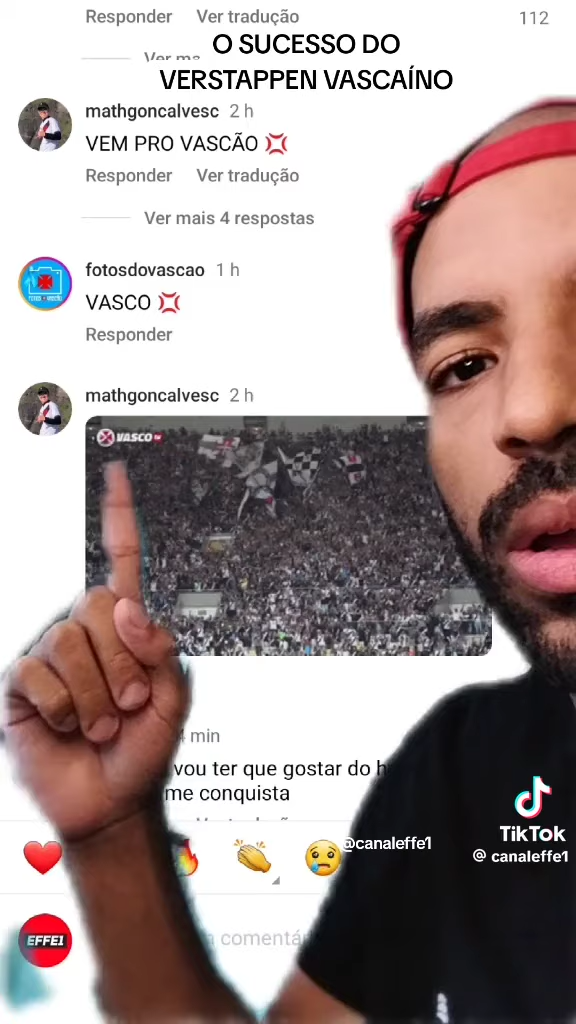 Responder Ver tradução 112
O SUCESSO DO
VERSTAPPEN VASCAÍNO
mathgoncalvesc 2 h
VEM PRO VASCÃO 💢
Responder Ver tradução
Ver mais 4 respostas
fotosdovascao 1 h
VASCO 💢
Responder
mathgoncalvesc 2 h
VASCO TV
min
vou ter que gostar do
me conquista
@canaleffe1
TikTok
@ canaleffe1
EFFE1